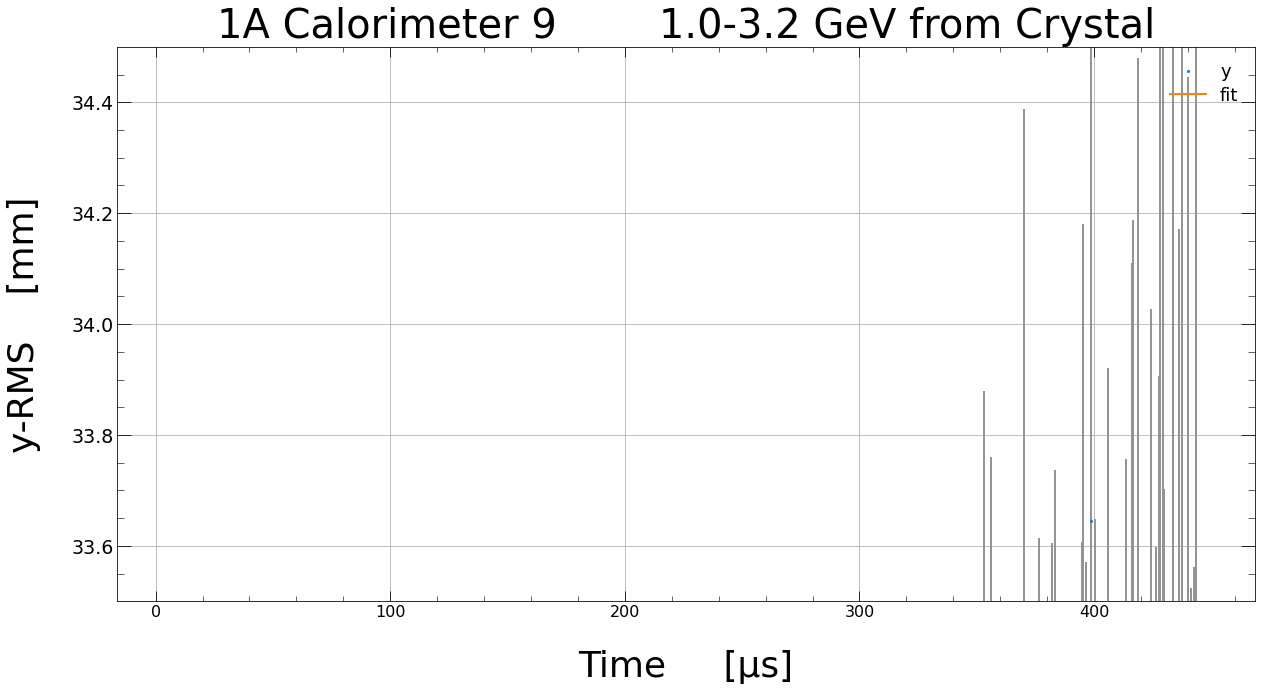 1A Calorimeter 9 1.0-3.2 GeV from Crystal
y
fit
34.4
34.2
34.0
33.8
33.6
y-RMS [mm]
0 100 200 300 400
Time [μs]